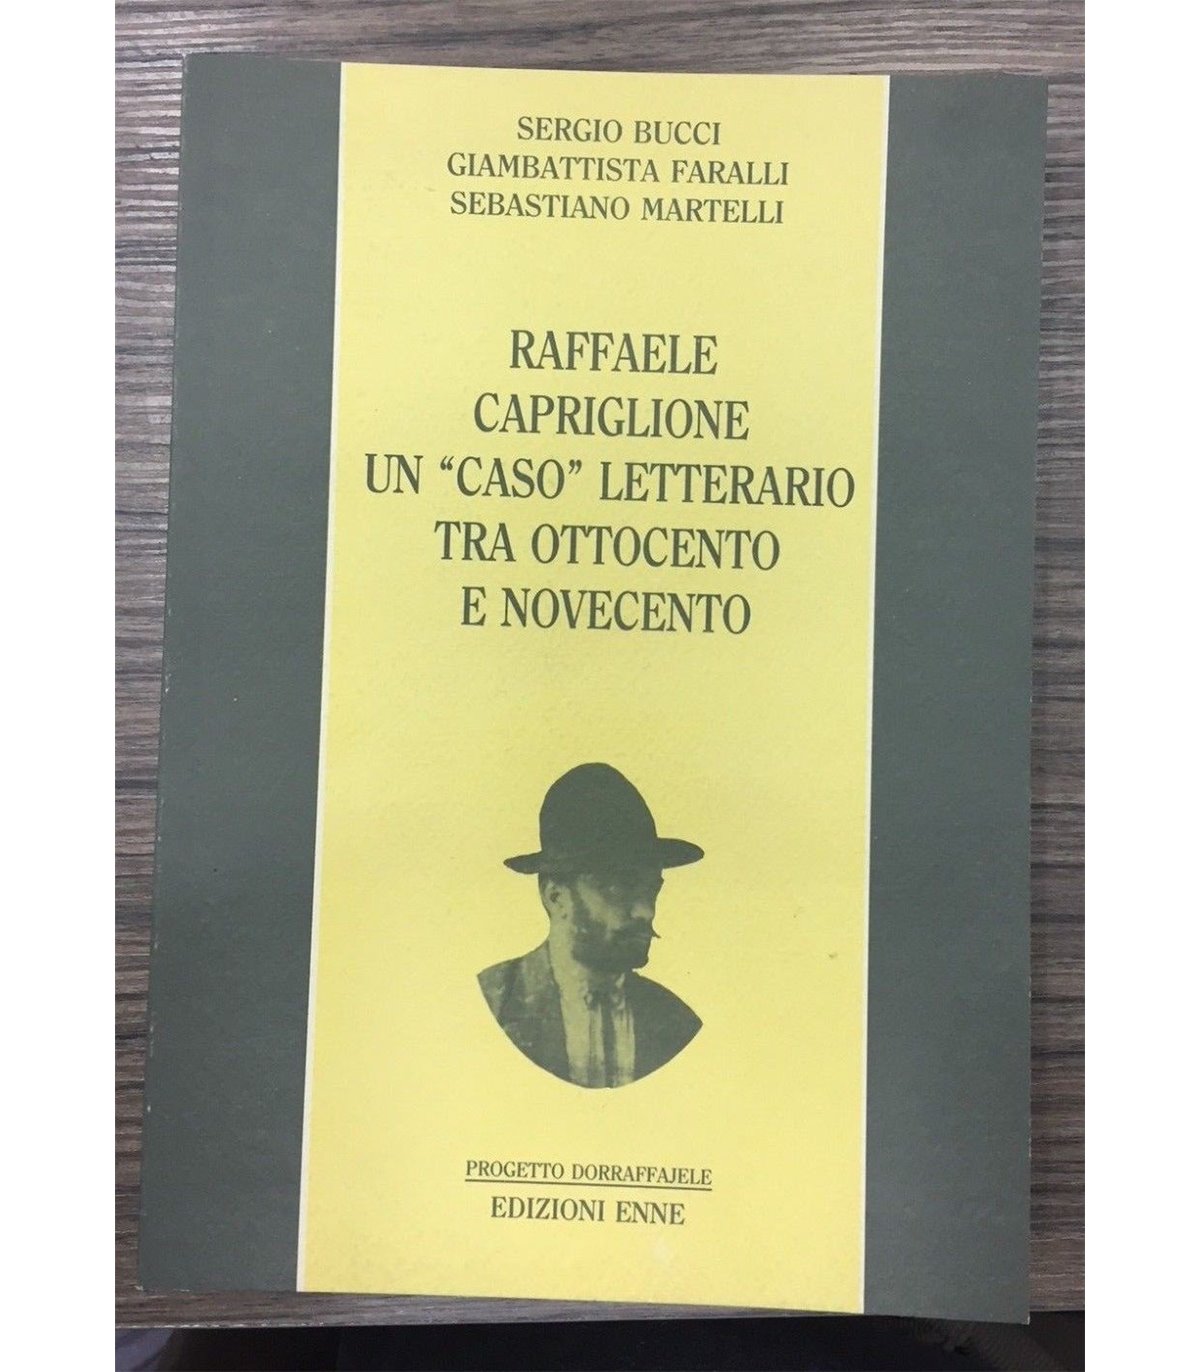 SERGIO BUCCI
GIAMBATTISTA FARALLI
SEBASTIANO MARTELLI
RAFFAELE
CAPRIGLIONE
UN “CASO” LETTERARIO
TRA OTTOCENTO
E NOVECENTO
PROGETTO DORRAFFAJELE
EDIZIONI ENNE